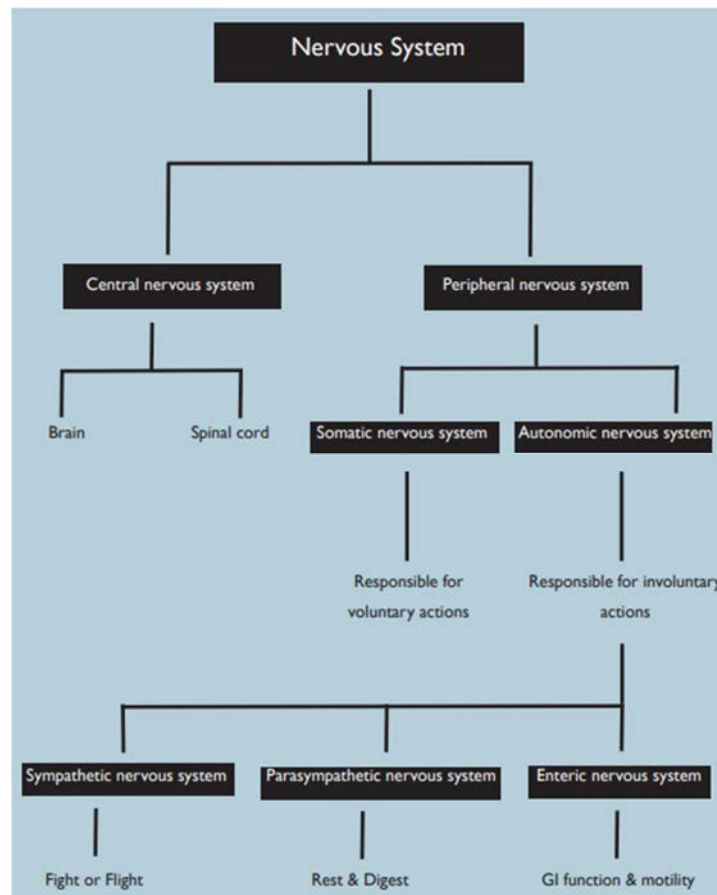 Nervous System
Central nervous system
Peripheral nervous system
Brain
Spinal cord
Somatic nervous system
Autonomic nervous system
Responsible for
voluntary actions
Responsible for involuntary
actions
Sympathetic nervous system
Parasympathetic nervous system
Enteric nervous system
Fight or Flight
Rest & Digest
GI function & motility